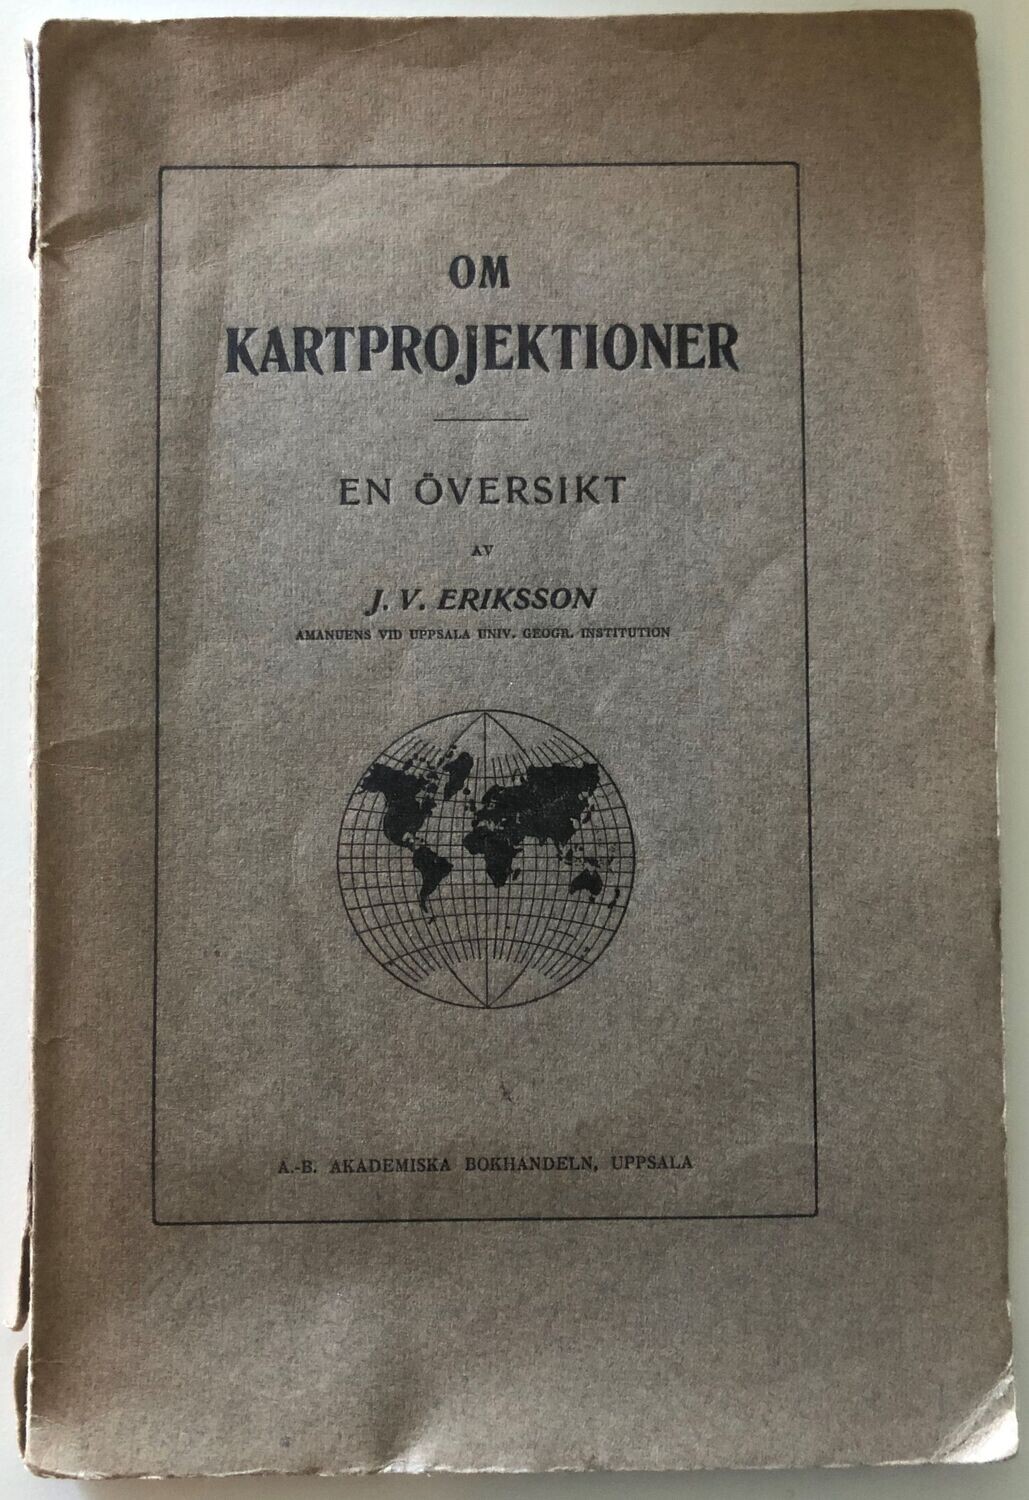 OM
KARTPROJEKTIONER
EN ÖVERSIKT
AV
J. V. ERIKSSON
AMANUENS VID UPPSALA UNIV. GEOGR. INSTITUTION
A.-B. AKADEMISKA BOKHANDELN, UPPSALA